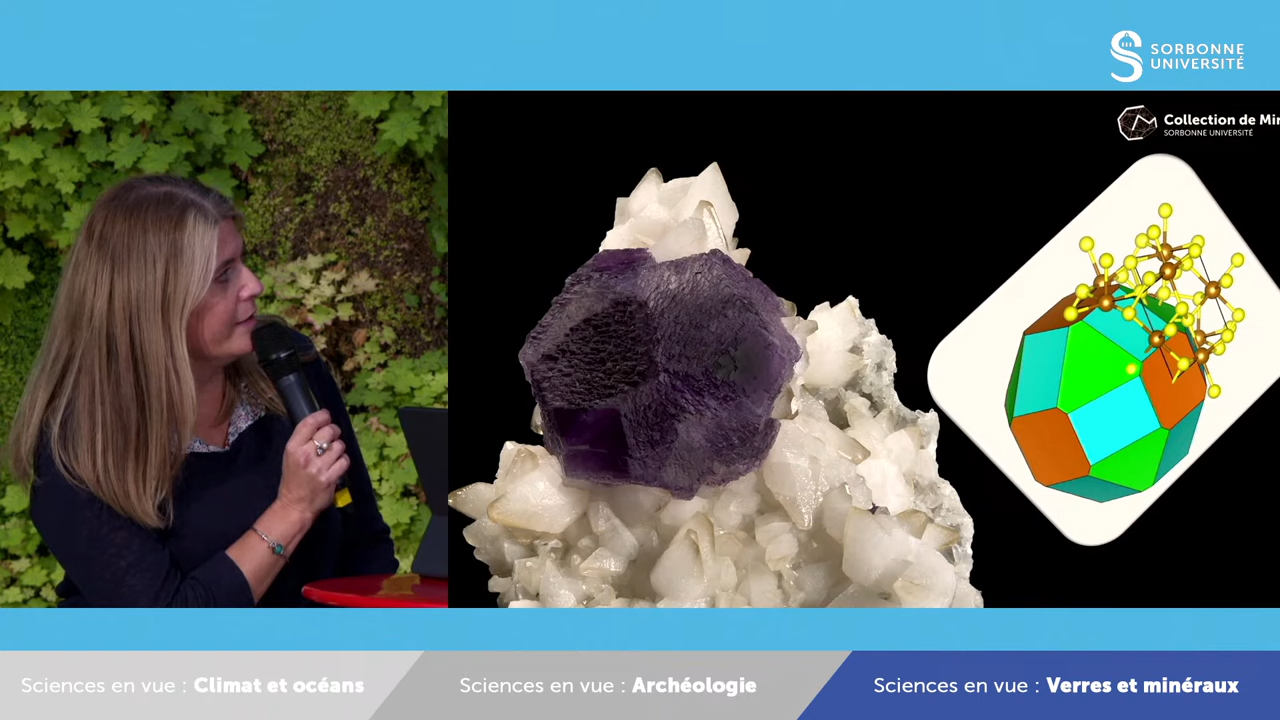 SORBONNE
UNIVERSITÉ
Collection de Min
SORBONNE UNIVERSITÉ
Sciences en vue : Climat et océans
Sciences en vue : Archéologie
Sciences en vue : Verres et minéraux